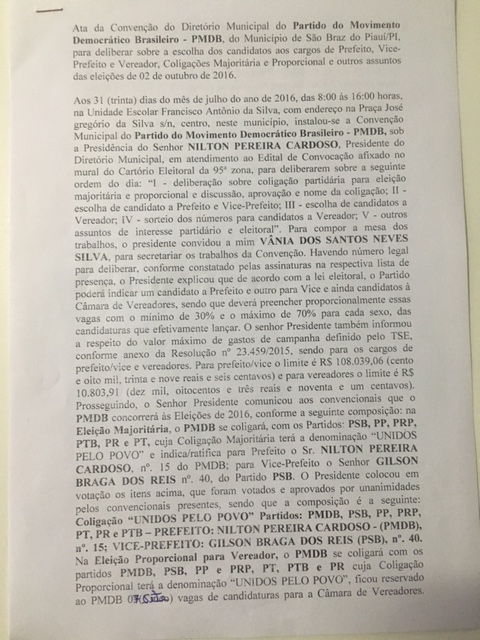 Ata da Convenção do Diretório Municipal do Partido do Movimento
Democrático Brasileiro - PMDB, do Município de São Braz do Piauí/PI,
para deliberar sobre a escolha dos candidatos aos cargos de Prefeito, Vice-
Prefeito e Vereador, Coligações Majoritária e Proporcional e outros assuntos
das eleições de 02 de outubro de 2016.
Aos 31 (trinta) dias do mês de julho do ano de 2016, das 8:00 às 16:00 horas,
na Unidade Escolar Francisco Antônio da Silva, com endereço na Praça José
gregório da Silva s/n, centro, neste município, instalou-se a Convenção
Municipal do Partido do Movimento Democrático Brasileiro - PMDB, sob
a Presidência do Senhor NILTON PEREIRA CARDOSO, Presidente do
Diretório Municipal, em atendimento ao Edital de Convocação afixado no
mural do Cartório Eleitoral da 95ª zona, para deliberarem sobre a seguinte
ordem do dia: “I - deliberação sobre coligação partidária para eleição
majoritária e proporcional e discussão, aprovação e nome da coligação; II -
escolha de candidato a Prefeito e Vice-Prefeito; III - escolha de candidatos a
Vereador; IV - sorteio dos números para candidatos a Vereador; V - outros
assuntos de interesse partidário e eleitoral”. Para compor a mesa dos
trabalhos, o presidente convidou a mim VÂNIA DOS SANTOS NEVES
SILVA, para secretariar os trabalhos da Convenção. Havendo número legal
para deliberar, conforme constatado pelas assinaturas na respectiva lista de
presença, o Presidente explicou que de acordo com a lei eleitoral, o Partido
poderá indicar um candidato a Prefeito e outro para Vice e ainda candidatos à
Câmara de Vereadores, sendo que deverá preencher proporcionalmente essas
vagas com o mínimo de 30% e o máximo de 70% para cada sexo, das
candidaturas que efetivamente lançar. O senhor Presidente também informou
a respeito do valor máximo de gastos de campanha definido pelo TSE,
conforme anexo da Resolução nº 23.459/2015, sendo para os cargos de
prefeito/vice e vereadores. Para prefeito/vice o limite é R$ 108.039,06 (cento
e oito mil, trinta e nove reais e seis centavos) e para vereadores o limite é R$
10.803,91 (dez mil, oitocentos e três reais e noventa e um centavos).
Prosseguindo, o Senhor Presidente comunicou aos convencionais que o
PMDB concorrerá às Eleições de 2016, conforme a seguinte composição: na
Eleição Majoritária, o PMDB se coligará, com os Partidos: PSB, PP, PRP,
PTB, PR e PT, cuja Coligação Majoritária terá a denominação “UNIDOS
PELO POVO” e indica/ratifica para Prefeito o Sr. NILTON PEREIRA
CARDOSO, nº. 15 do PMDB; para Vice-Prefeito o Senhor GILSON
BRAGA DOS REIS nº. 40, do Partido PSB. O Presidente colocou em
votação os itens acima, que foram votados e aprovados por unanimidades
pelos convencionais presentes, sendo que a composição é a seguinte:
Coligação “UNIDOS PELO POVO” Partidos: PMDB, PSB, PP, PRP,
PT, PR e PTB – PREFEITO: NILTON PEREIRA CARDOSO - (PMDB),
nº. 15; VICE-PREFEITO: GILSON BRAGA DOS REIS (PSB), nº. 40.
Na Eleição Proporcional para Vereador, o PMDB se coligará com os
partidos PMDB, PSB, PP e PRP, PT, PTB e PR cuja Coligação
Proporcional terá a denominação “UNIDOS PELO POVO”, ficou reservado
ao PMDB vagas de candidaturas para a Câmara de Vereadores.